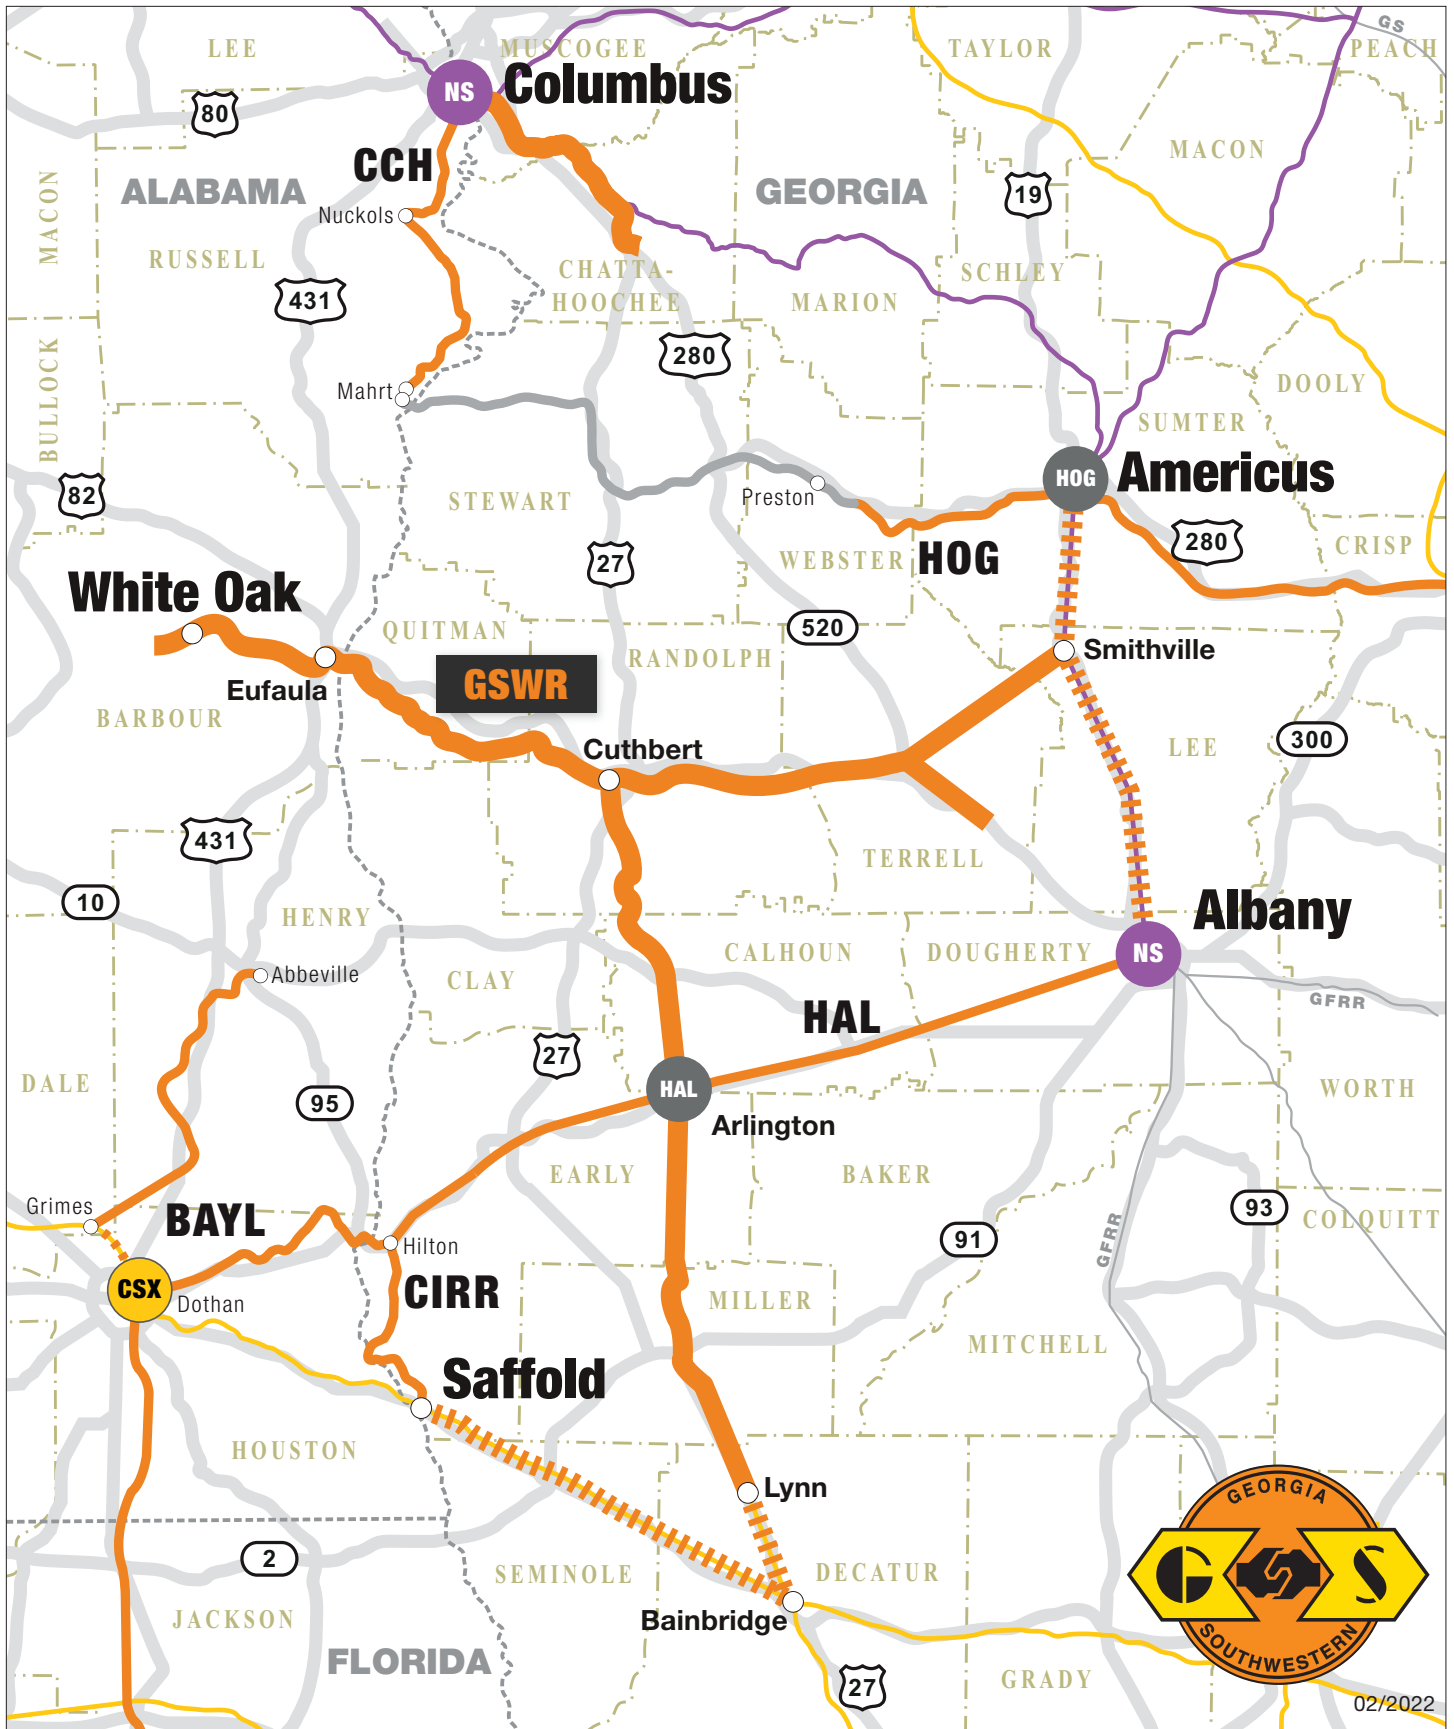 LEE
MUSCOGEE
TAYLOR
GS
PEACH
80
NS
Columbus
CCH
MACON
ALABAMA
GEORGIA
19
MACON
Nuckols
RUSSELL
431
CHATTA-
HOOCHEE
MARION
SCHLEY
280
BULLOCK
Mahrt
DOOLY
SUMTER
HOG
Americus
82
STEWART
Preston
280
CRISP
27
WEBSTER
HOG
White Oak
QUITMAN
520
Smithville
RANDOLPH
GSWR
Eufaula
BARBOUR
Cuthbert
LEE
300
431
TERRELL
10
HENRY
Albany
CALHOUN
DOUGHERTY
NS
Abbeville
CLAY
GFRR
HAL
27
DALE
95
HAL
WORTH
Arlington
EARLY
BAKER
Grimes
BAYL
93
COLQUITT
Hilton
91
GFRR
CSX
Dothan
CIRR
MILLER
MITCHELL
Saffold
HOUSTON
Lynn
GEORGIA
G S
SOUTHWESTERN
2
SEMINOLE
DECATUR
JACKSON
Bainbridge
FLORIDA
GRADY
27
02/2022